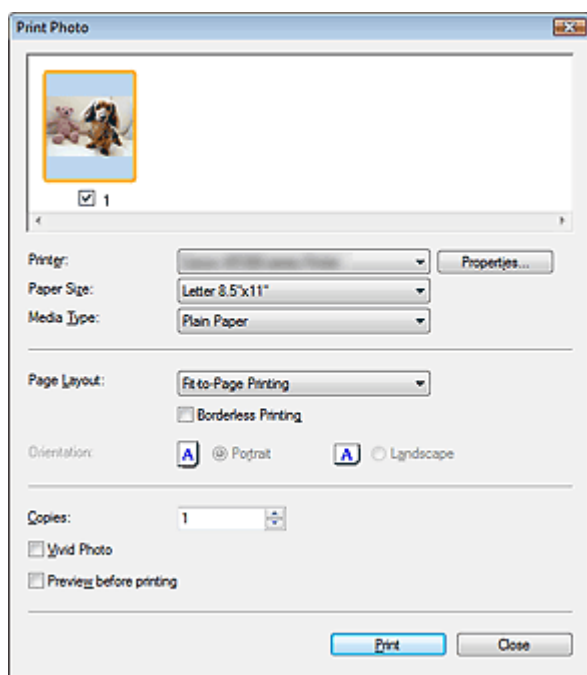 Print Photo
1
Printer:
Properties...
Paper Size: Letter 8.5"x11"
Media Type: Plain Paper
Page Layout: Fit-to-Page Printing
Borderless Printing
Orientation: A Portrait A Landscape
Copies: 1
Vivid Photo
Preview before printing
Print Close